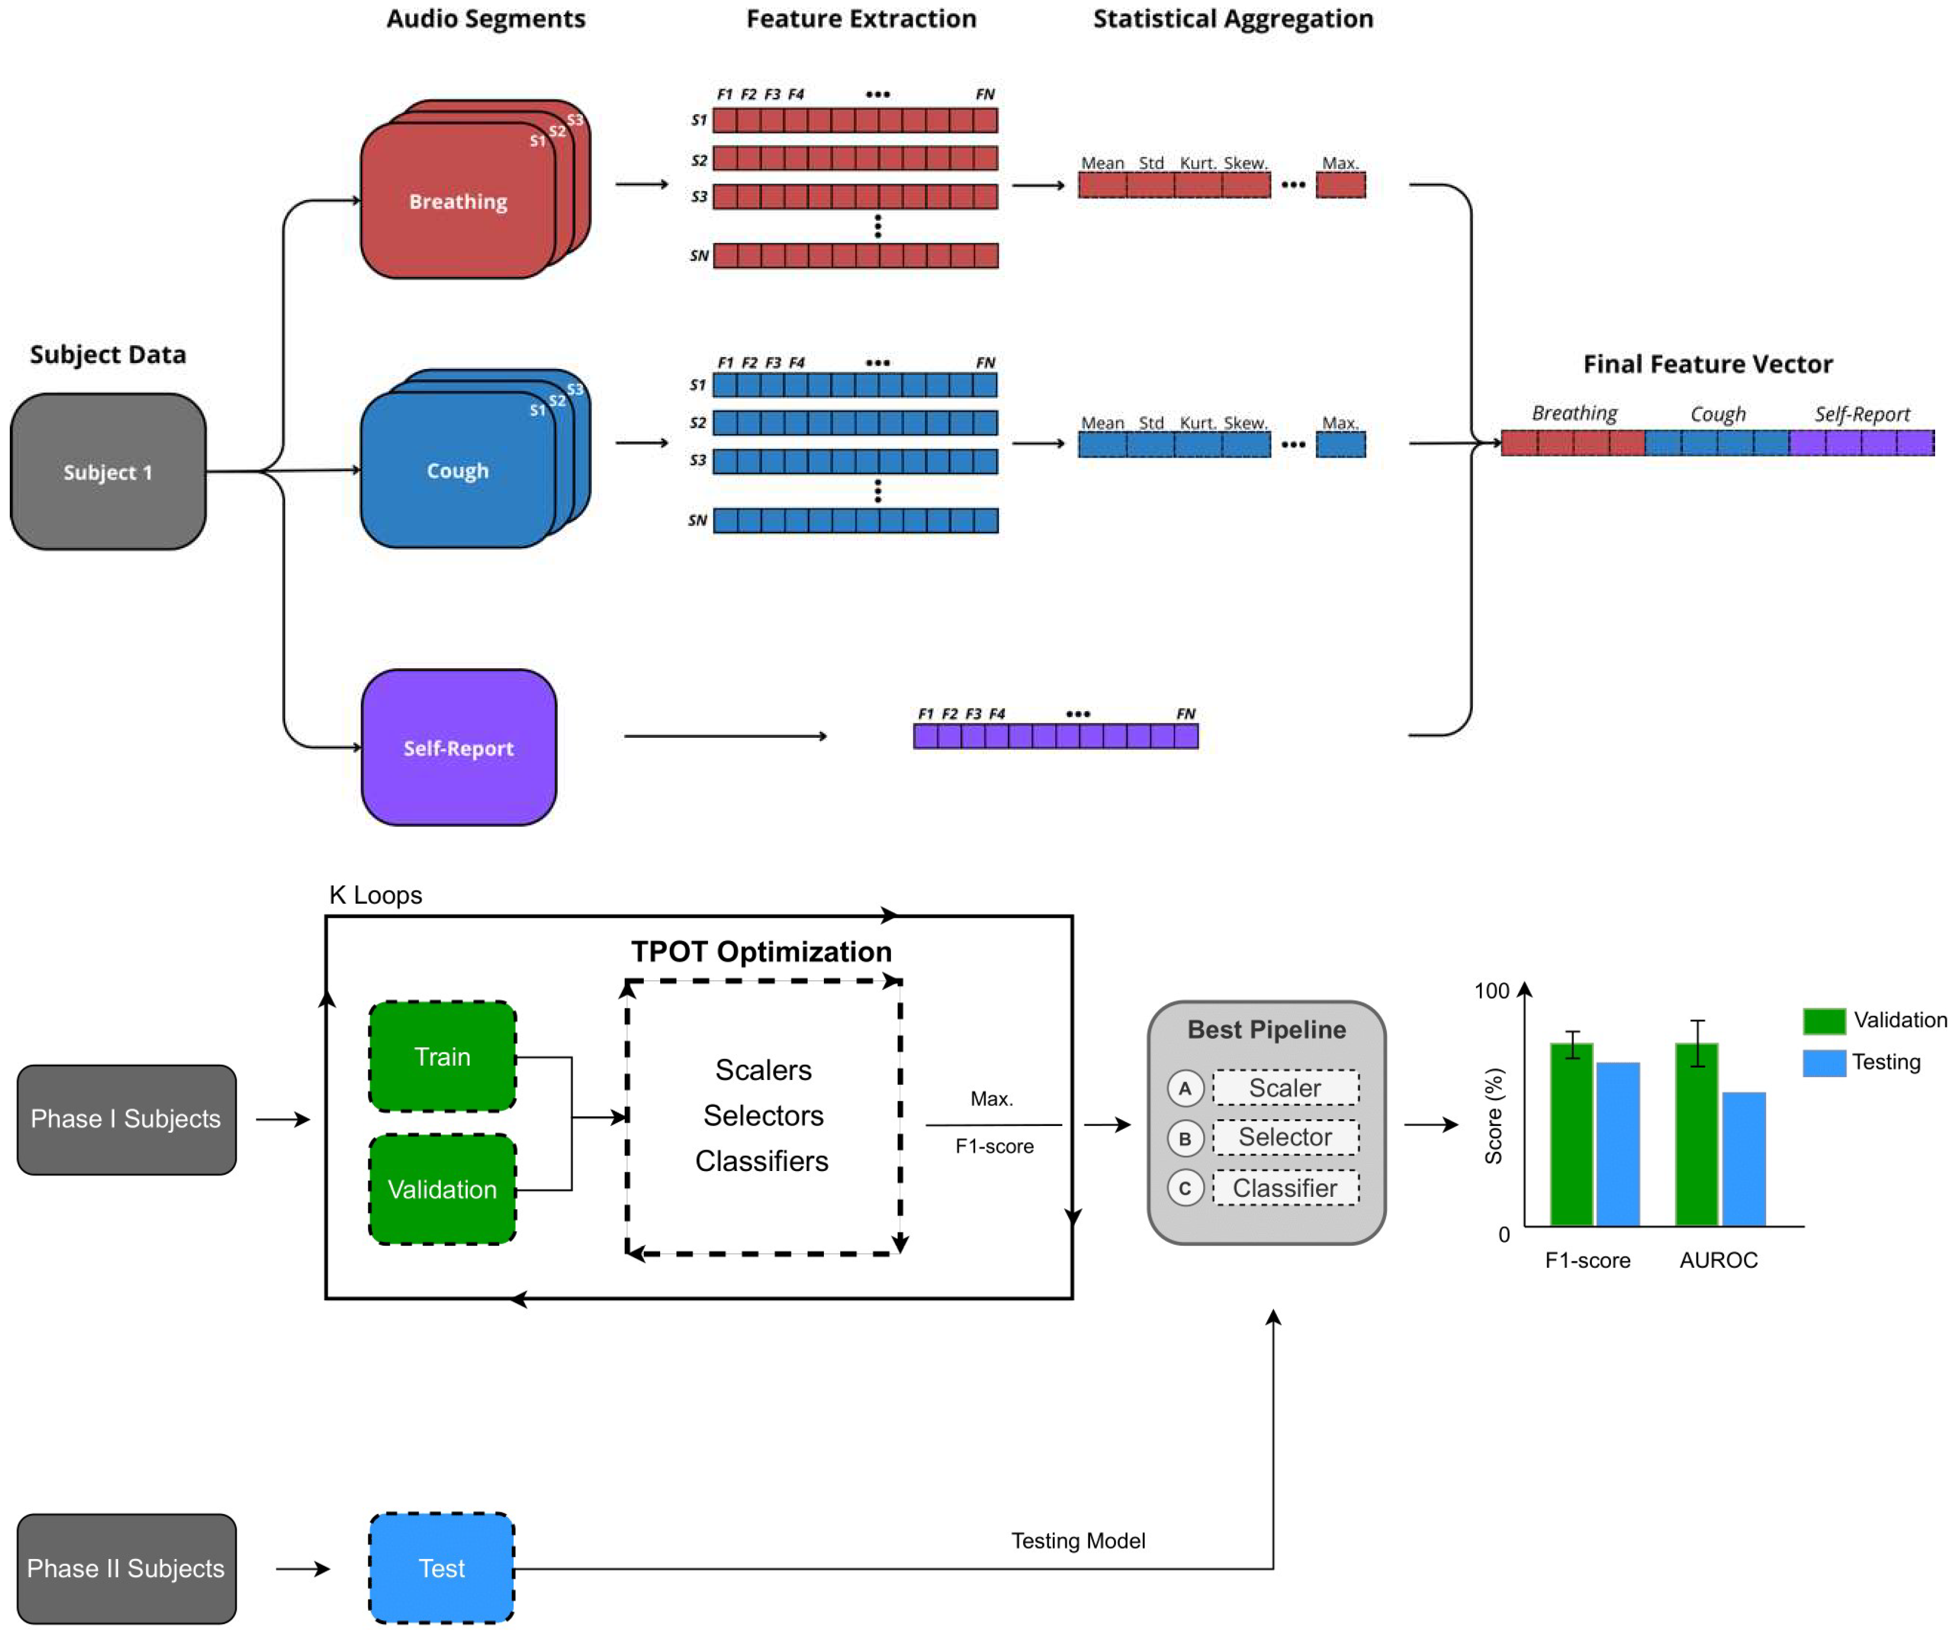 Audio Segments
Feature Extraction
Statistical Aggregation
F1 F2 F3 F4 ••• FN
S1
S2
S3
SN
S1
S2
S3
Breathing
Mean Std Kurt. Skew. ••• Max.
Subject Data
Subject 1
F1 F2 F3 F4 ••• FN
S1
S2
S3
SN
S1
S2
S3
Cough
Mean Std Kurt. Skew. ••• Max.
Final Feature Vector
Breathing Cough Self-Report
Self-Report
F1 F2 F3 F4 ••• FN
K Loops
TPOT Optimization
Phase I Subjects
Train
Validation
Scalers
Selectors
Classifiers
Max.
F1-score
Best Pipeline
A Scaler
B Selector
C Classifier
100
Score (%)
0
F1-score
AUROC
Validation
Testing
Phase II Subjects
Test
Testing Model